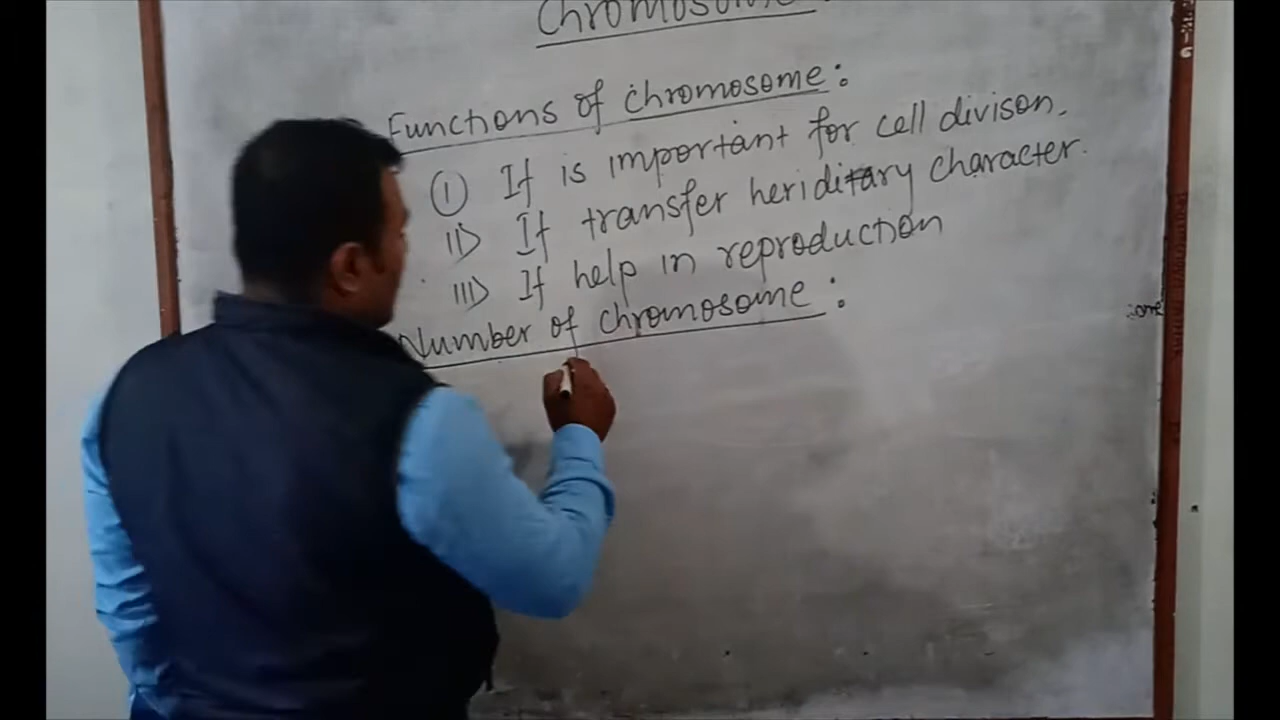 Chromosome :
Functions of chromosome :
① It is important for cell divison.
II) It transfer heriditary character.
III) It help in reproduction
Number of chromosome :